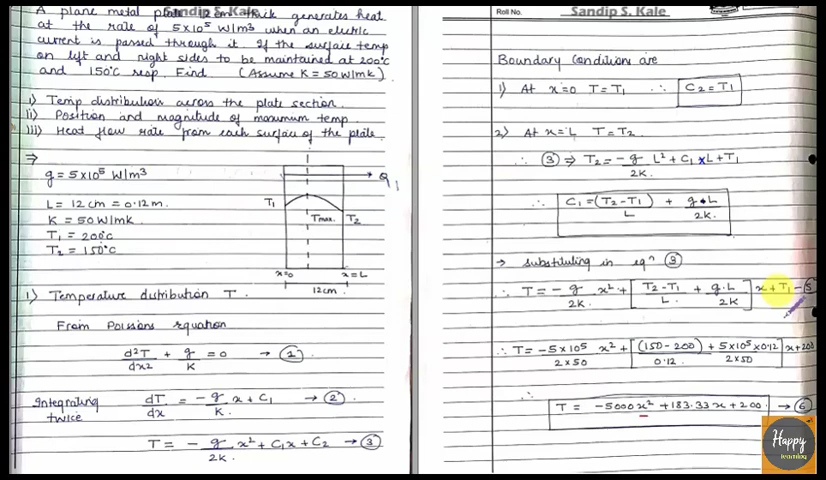 Sandip S. Kale
A plane metal plate 12cm thick generates heat
at the rate of 5x10⁵ W/m3 when an electric
current is passed through it. If the surface temp
on left and right sides to be maintained at 200°c
and 150°c resp. Find (Assume K = 50 W/mk)
i) Temp distribution across the plate section.
ii) Position and magnitude of maximum temp.
iii) Heat flow rate from each surface of the plate.
⇒
g = 5x10⁵ W/m3
L = 12 cm = 0.12 m.
K = 50 W/mk
T1 = 200°c
T2 = 150°c
Q1
T1
Tmax.
T2
x=0
x=L
12cm
1) Temperature distribution T.
From Poissions equation
d²T/dx2 + g/K = 0 → ①
Integrating twice
dT/dx = -g/K x + C1 → ②
T = - g/2K x² + C1x + C2 → ③
Roll No.
Sandip S. Kale
Boundary Condition are
1) At x=0 T = T1 ∴ C2 = T1
2) At x=L T = T2.
∴ ③ ⇒ T2 = -g/2K L² + C1 x L + T1
∴ C1 = (T2-T1)/L + g•L/2K.
→ substituting in eqn ③
∴ T = -g/2K x² + [T2-T1/L + g.L/2K] x + T1 - ⑤
∴ T = -5x10⁵/2x50 x² + [(150-200)/0.12 + 5x10⁵x0.12/2x50] x + 200
∴ T = -5000x² + 183.33x + 200 → ⑥
Happy
learning